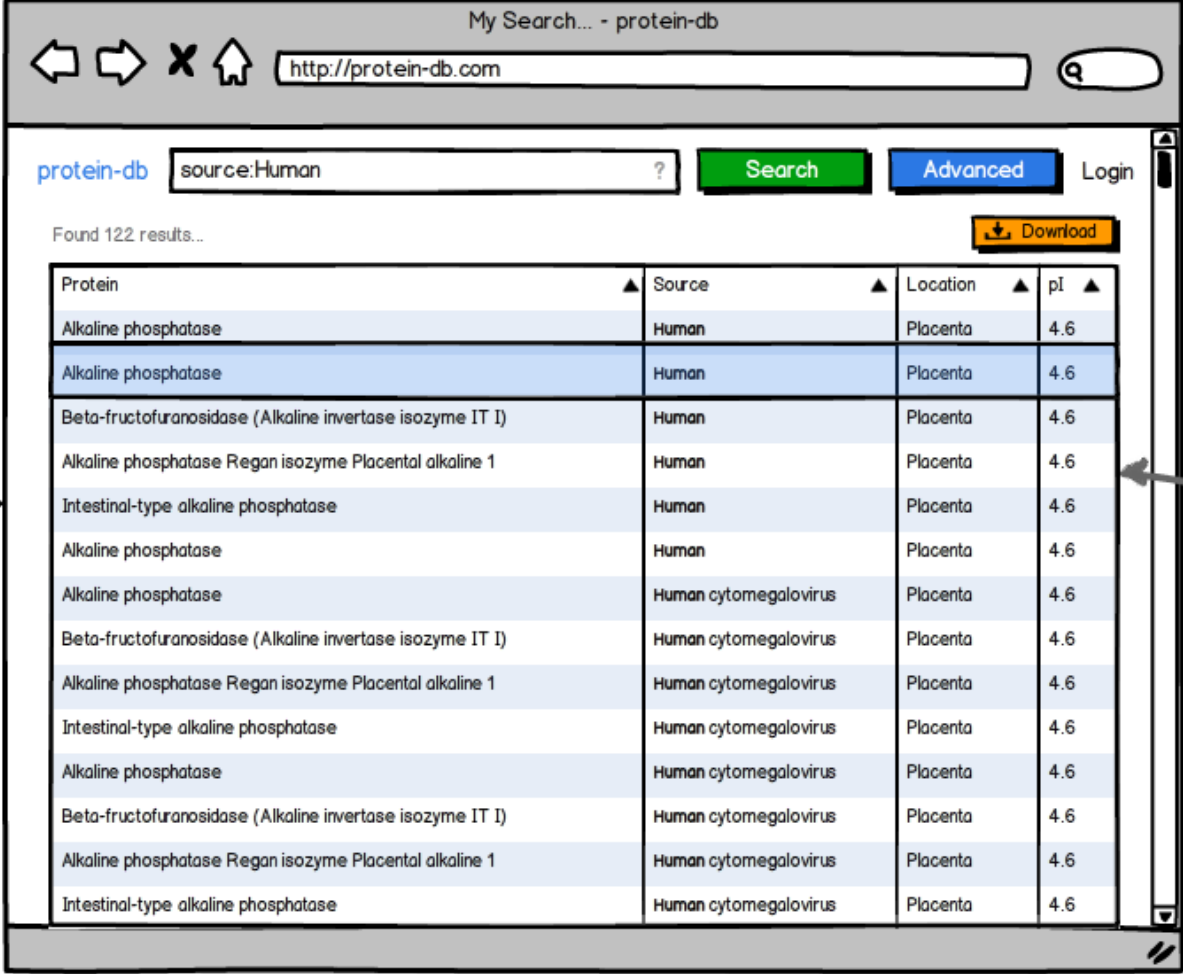 My Search... - protein-db
http://protein-db.com
protein-db source:Human ? Search Advanced Login
Found 122 results... Download
Protein Source Location pI
Alkaline phosphatase Human Placenta 4.6
Alkaline phosphatase Human Placenta 4.6
Beta-fructofuranosidase (Alkaline invertase isozyme IT I) Human Placenta 4.6
Alkaline phosphatase Regan isozyme Placental alkaline 1 Human Placenta 4.6
Intestinal-type alkaline phosphatase Human Placenta 4.6
Alkaline phosphatase Human Placenta 4.6
Alkaline phosphatase Human cytomegalovirus Placenta 4.6
Beta-fructofuranosidase (Alkaline invertase isozyme IT I) Human cytomegalovirus Placenta 4.6
Alkaline phosphatase Regan isozyme Placental alkaline 1 Human cytomegalovirus Placenta 4.6
Intestinal-type alkaline phosphatase Human cytomegalovirus Placenta 4.6
Alkaline phosphatase Human cytomegalovirus Placenta 4.6
Beta-fructofuranosidase (Alkaline invertase isozyme IT I) Human cytomegalovirus Placenta 4.6
Alkaline phosphatase Regan isozyme Placental alkaline 1 Human cytomegalovirus Placenta 4.6
Intestinal-type alkaline phosphatase Human cytomegalovirus Placenta 4.6